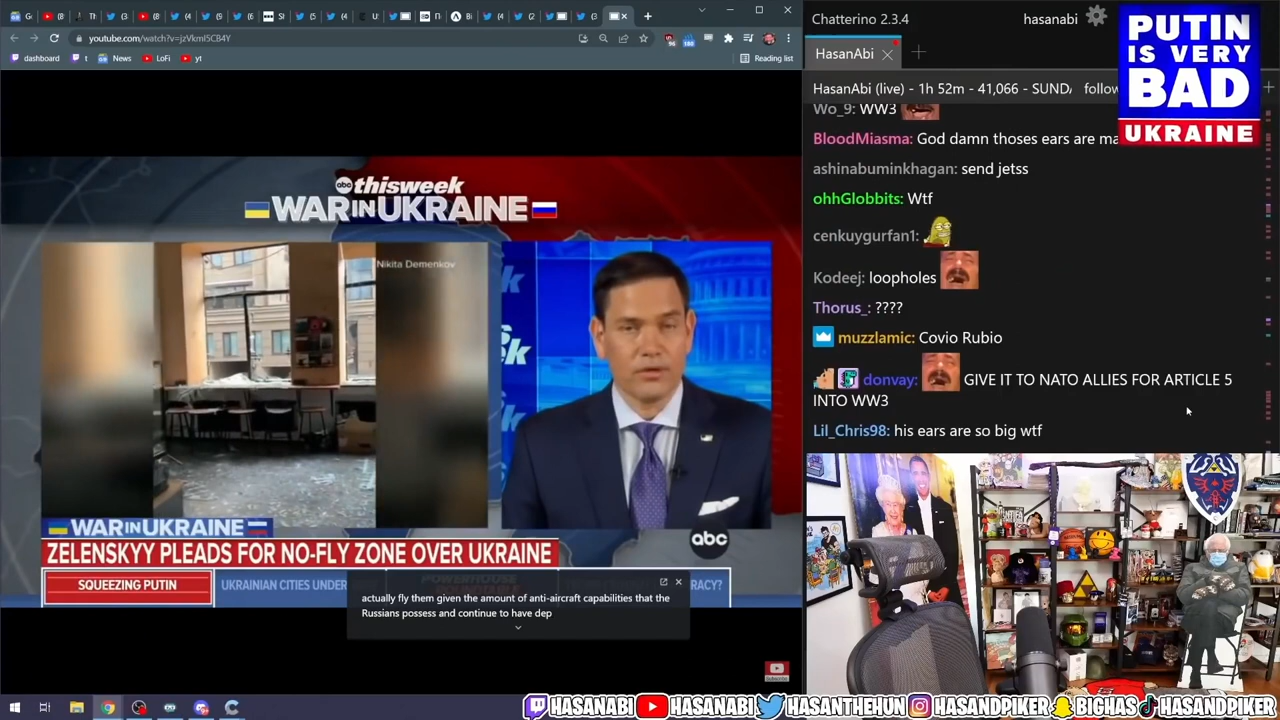 youtube.com/watch?v=jzVkmI5CB4Y
dashboard
t
News
LoFi
yt
Reading list
abc thisweek
WAR IN UKRAINE
Nikita Demenkov
abc
WAR IN UKRAINE
ZELENSKYY PLEADS FOR NO-FLY ZONE OVER UKRAINE
SQUEEZING PUTIN
UKRAINIAN CITIES UNDER
POWERHOUSE
RACY?
actually fly them given the amount of anti-aircraft capabilities that the
Russians possess and continue to have dep
Subscribe
Chatterino 2.3.4
hasanabi
HasanAbi
HasanAbi (live) - 1h 52m - 41,066 - SUND
follow
PUTIN
IS VERY
BAD
UKRAINE
Wo_9: WW3
BloodMiasma: God damn thoses ears are ma
ashinabuminkhagan: send jetss
ohhGlobbits: Wtf
cenkuygurfan1:
Kodeej: loopholes
Thorus_: ????
muzzlamic: Covio Rubio
donvay: GIVE IT TO NATO ALLIES FOR ARTICLE 5
INTO WW3
Lil_Chris98: his ears are so big wtf
HASANABI HASANABI HASANTHEHUN HASANDPIKER BIGHAS HASANDPIKER